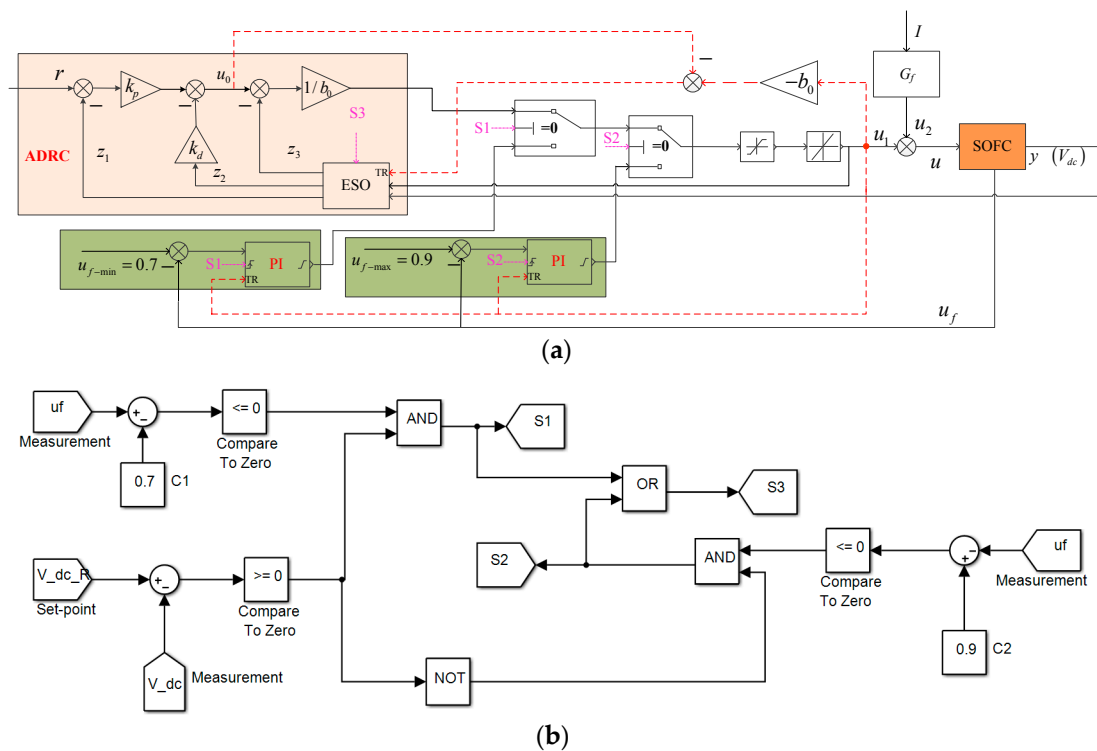 r
−
k_p
−
u_0
−
1/b_0
−
−b_0
I
G_f
u_2
u_1
u
SOFC
y (V_dc)
S1
=0
S2
=0
S3
ADRC
z_1
k_d
z_2
z_3
ESO
TR
u_{f−min} = 0.7
−
S1
PI
TR
u_{f−max} = 0.9
−
S2
PI
TR
u_f
(a)
uf
Measurement
+
−
0.7
C1
<= 0
Compare
To Zero
AND
S1
OR
S3
V_dc_R
Set-point
+
−
V_dc
Measurement
>= 0
Compare
To Zero
NOT
S2
AND
<= 0
Compare
To Zero
+
−
uf
Measurement
0.9
C2
(b)